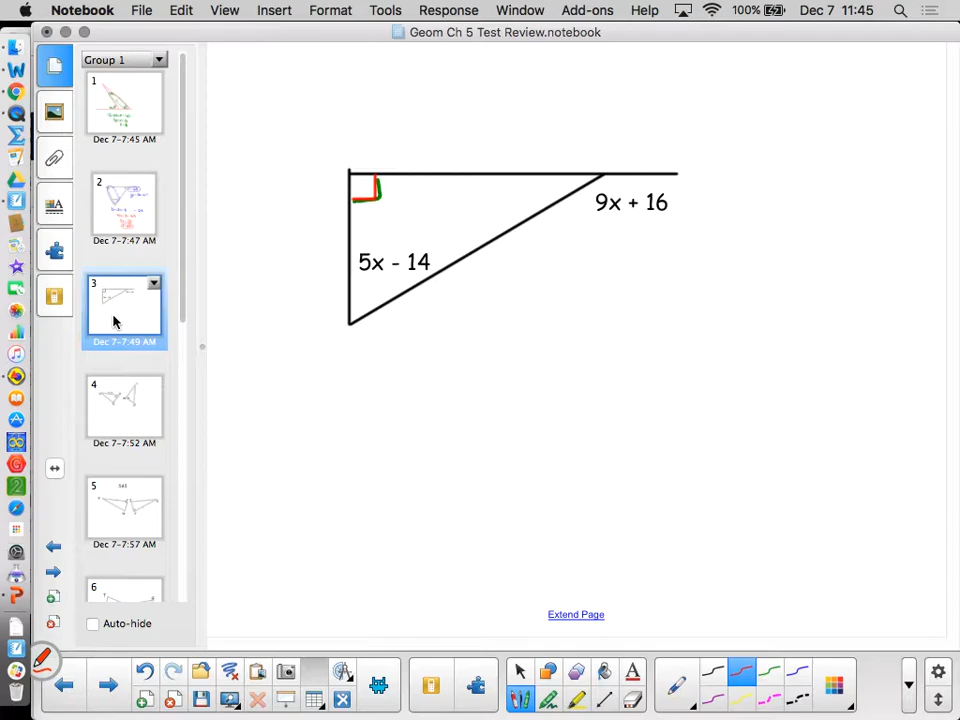 Notebook File Edit View Insert Format Tools Response Window Add-ons Help 100% Dec 7 11:45
Geom Ch 5 Test Review.notebook
Group 1
1
Dec 7-7:45 AM
2
Dec 7-7:47 AM
3
Dec 7-7:49 AM
4
Dec 7-7:52 AM
5
Dec 7-7:57 AM
6
Auto-hide
9x + 16
5x - 14
Extend Page